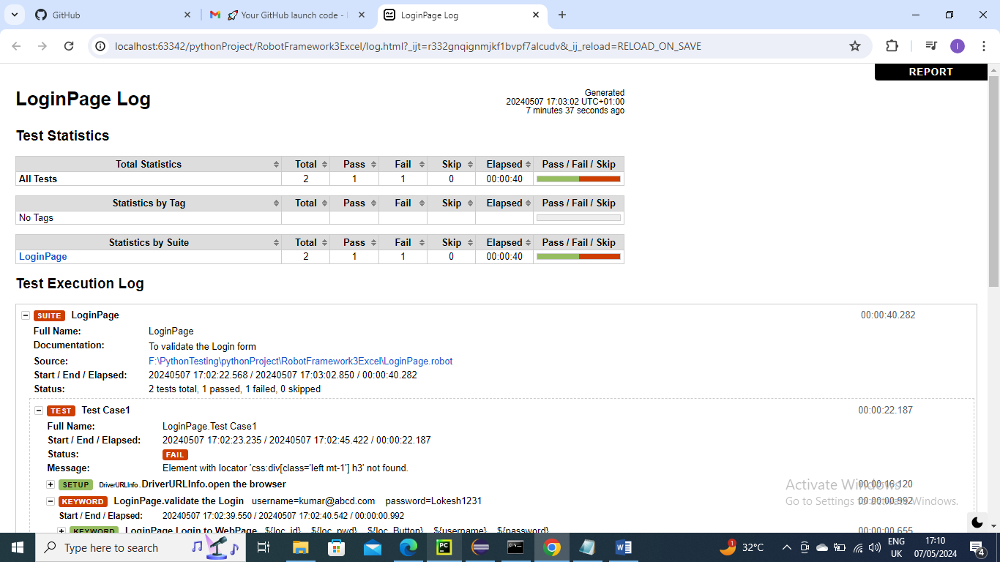 GitHub
🚀 Your GitHub launch code -
LoginPage Log
localhost:63342/pythonProject/RobotFramework3Excel/log.html?_ijt=r332gnqignmjkf1bvpf7alcudv&_ij_reload=RELOAD_ON_SAVE
I
REPORT
LoginPage Log
Generated
20240507 17:03:02 UTC+01:00
7 minutes 37 seconds ago
Test Statistics
Total Statistics Total Pass Fail Skip Elapsed Pass / Fail / Skip
All Tests 2 1 1 0 00:00:40
Statistics by Tag Total Pass Fail Skip Elapsed Pass / Fail / Skip
No Tags
Statistics by Suite Total Pass Fail Skip Elapsed Pass / Fail / Skip
LoginPage 2 1 1 0 00:00:40
Test Execution Log
SUITE LoginPage 00:00:40.282
Full Name: LoginPage
Documentation: To validate the Login form
Source: F:\PythonTesting\pythonProject\RobotFramework3Excel\LoginPage.robot
Start / End / Elapsed: 20240507 17:02:22.568 / 20240507 17:03:02.850 / 00:00:40.282
Status: 2 tests total, 1 passed, 1 failed, 0 skipped
TEST Test Case1 00:00:22.187
Full Name: LoginPage.Test Case1
Start / End / Elapsed: 20240507 17:02:23.235 / 20240507 17:02:45.422 / 00:00:22.187
Status: FAIL
Message: Element with locator 'css:div[class='left mt-1'] h3' not found.
SETUP DriverURLInfo . DriverURLInfo.open the browser 00:00:16.120
KEYWORD LoginPage.validate the Login username=kumar@abcd.com password=Lokesh1231 00:00:00.992
Start / End / Elapsed: 20240507 17:02:39.550 / 20240507 17:02:40.542 / 00:00:00.992
KEYWORD LoginPage.Login to WebPage ${loc_id} ${loc_pwd} ${loc_Button} ${username} ${password} 00:00:00.655
Activate Windows
Go to Settings to activate Windows.
Type here to search
PC
1
32°C
ENG
UK
17:10
07/05/2024
4